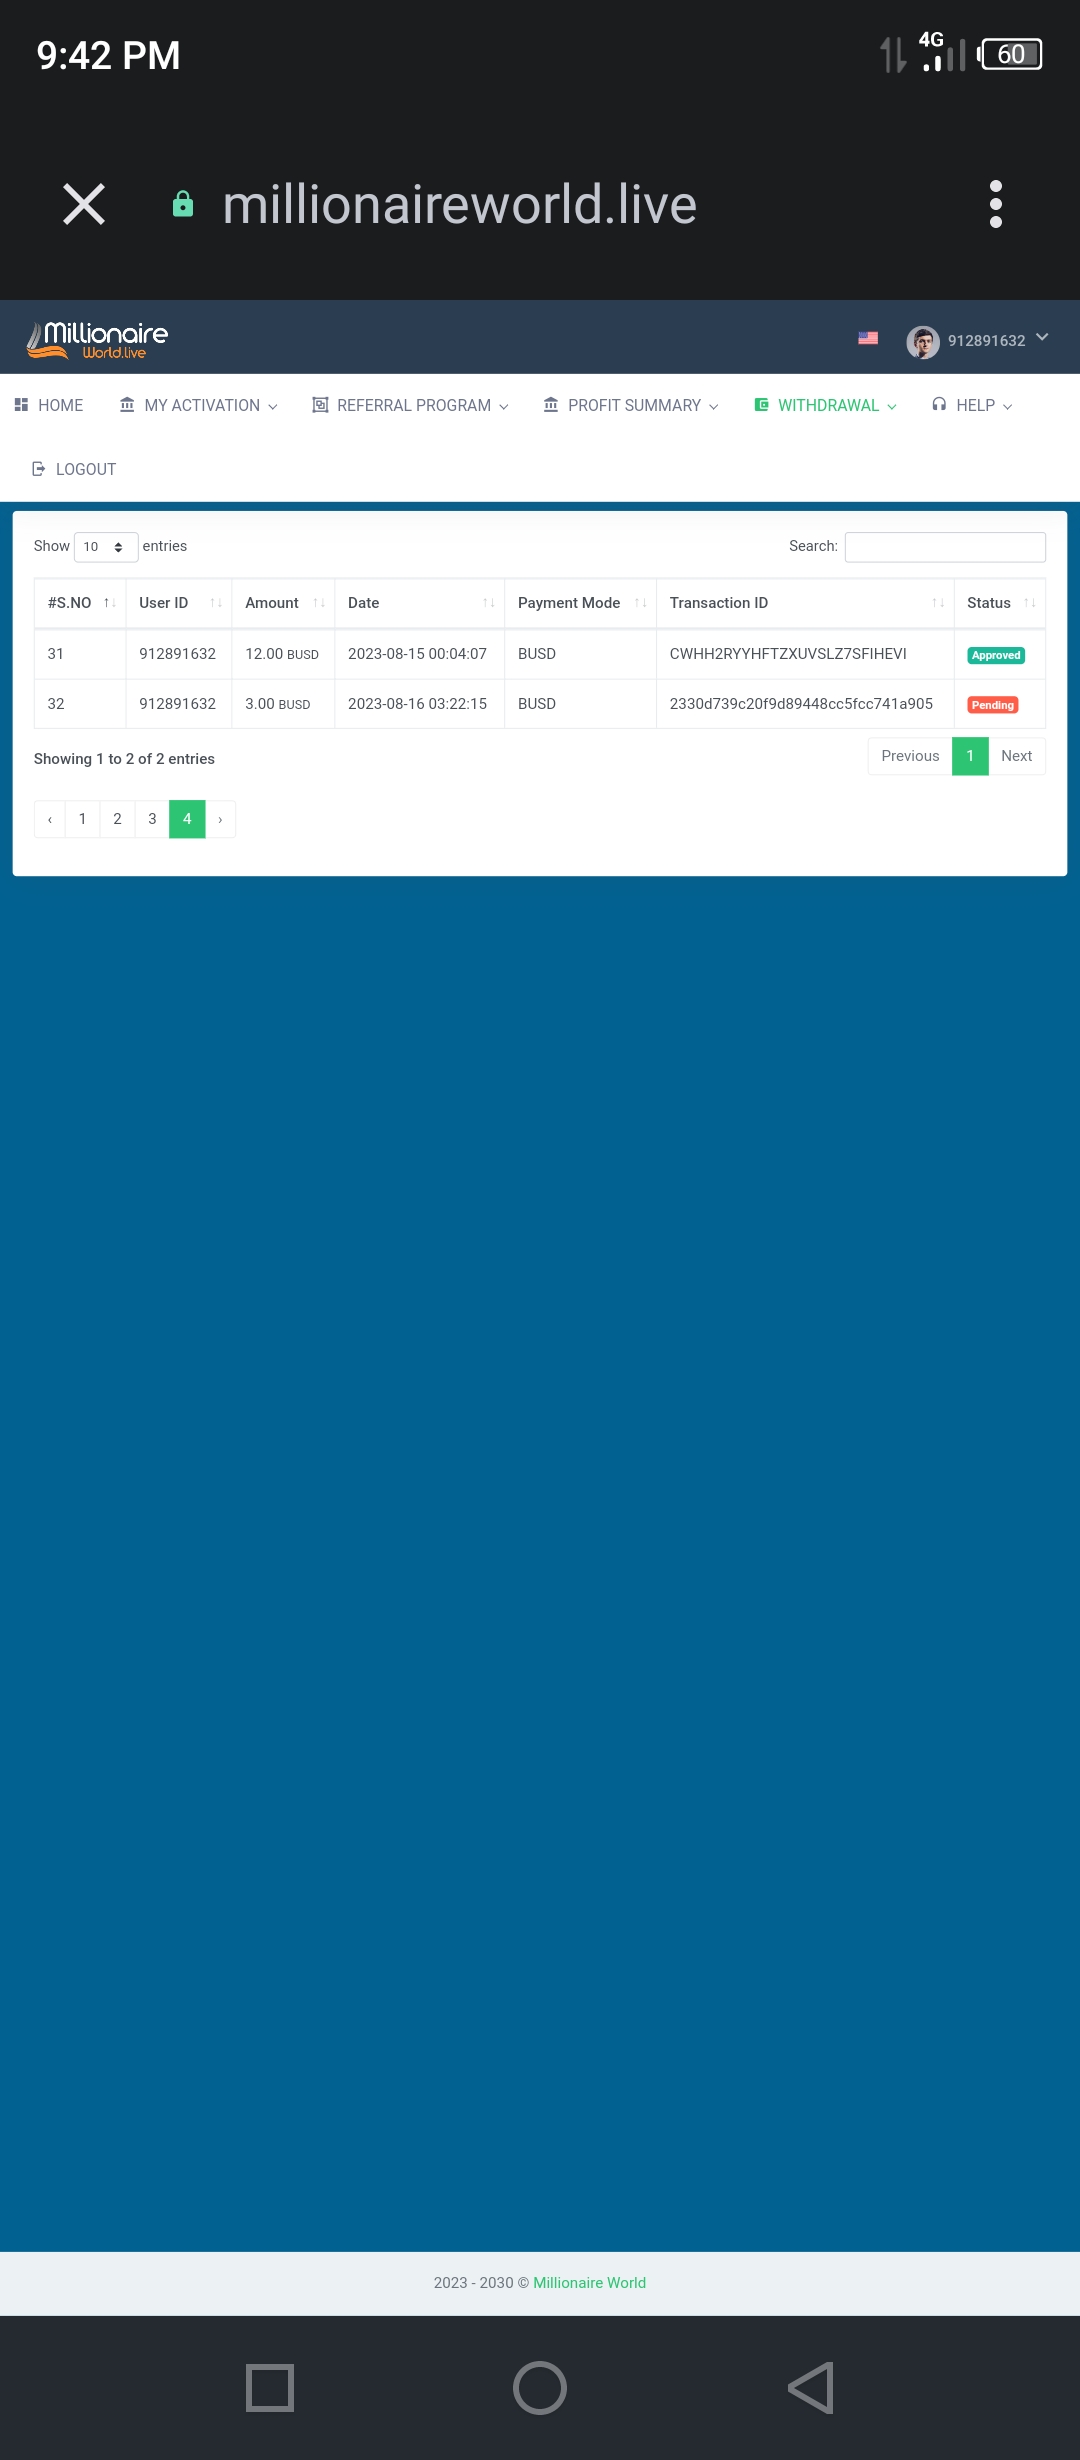 9:42 PM 4G 60
millionaireworld.live
Millionaire
World.live
912891632
HOME MY ACTIVATION REFERRAL PROGRAM PROFIT SUMMARY WITHDRAWAL HELP
LOGOUT
Show 10 entries Search:
#S.NO User ID Amount Date Payment Mode Transaction ID Status
31 912891632 12.00 BUSD 2023-08-15 00:04:07 BUSD CWHH2RYYHFTZXUVSLZ7SFIHEVI Approved
32 912891632 3.00 BUSD 2023-08-16 03:22:15 BUSD 2330d739c20f9d89448cc5fcc741a905 Pending
Showing 1 to 2 of 2 entries Previous 1 Next
‹ 1 2 3 4 ›
2023 - 2030 © Millionaire World